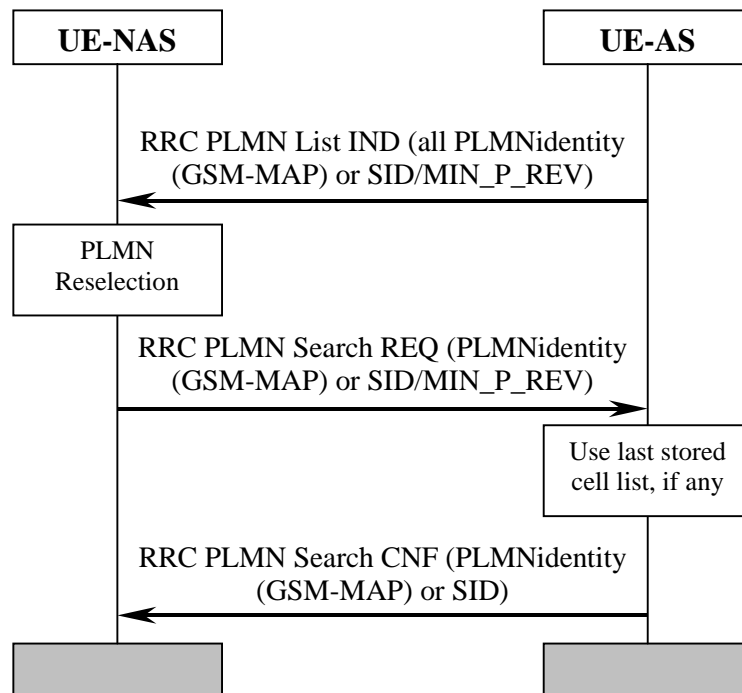 UE-NAS
UE-AS
RRC PLMN List IND (all PLMNidentity
(GSM-MAP) or SID/MIN_P_REV)
PLMN
Reselection
RRC PLMN Search REQ (PLMNidentity
(GSM-MAP) or SID/MIN_P_REV)
Use last stored
cell list, if any
RRC PLMN Search CNF (PLMNidentity
(GSM-MAP) or SID)